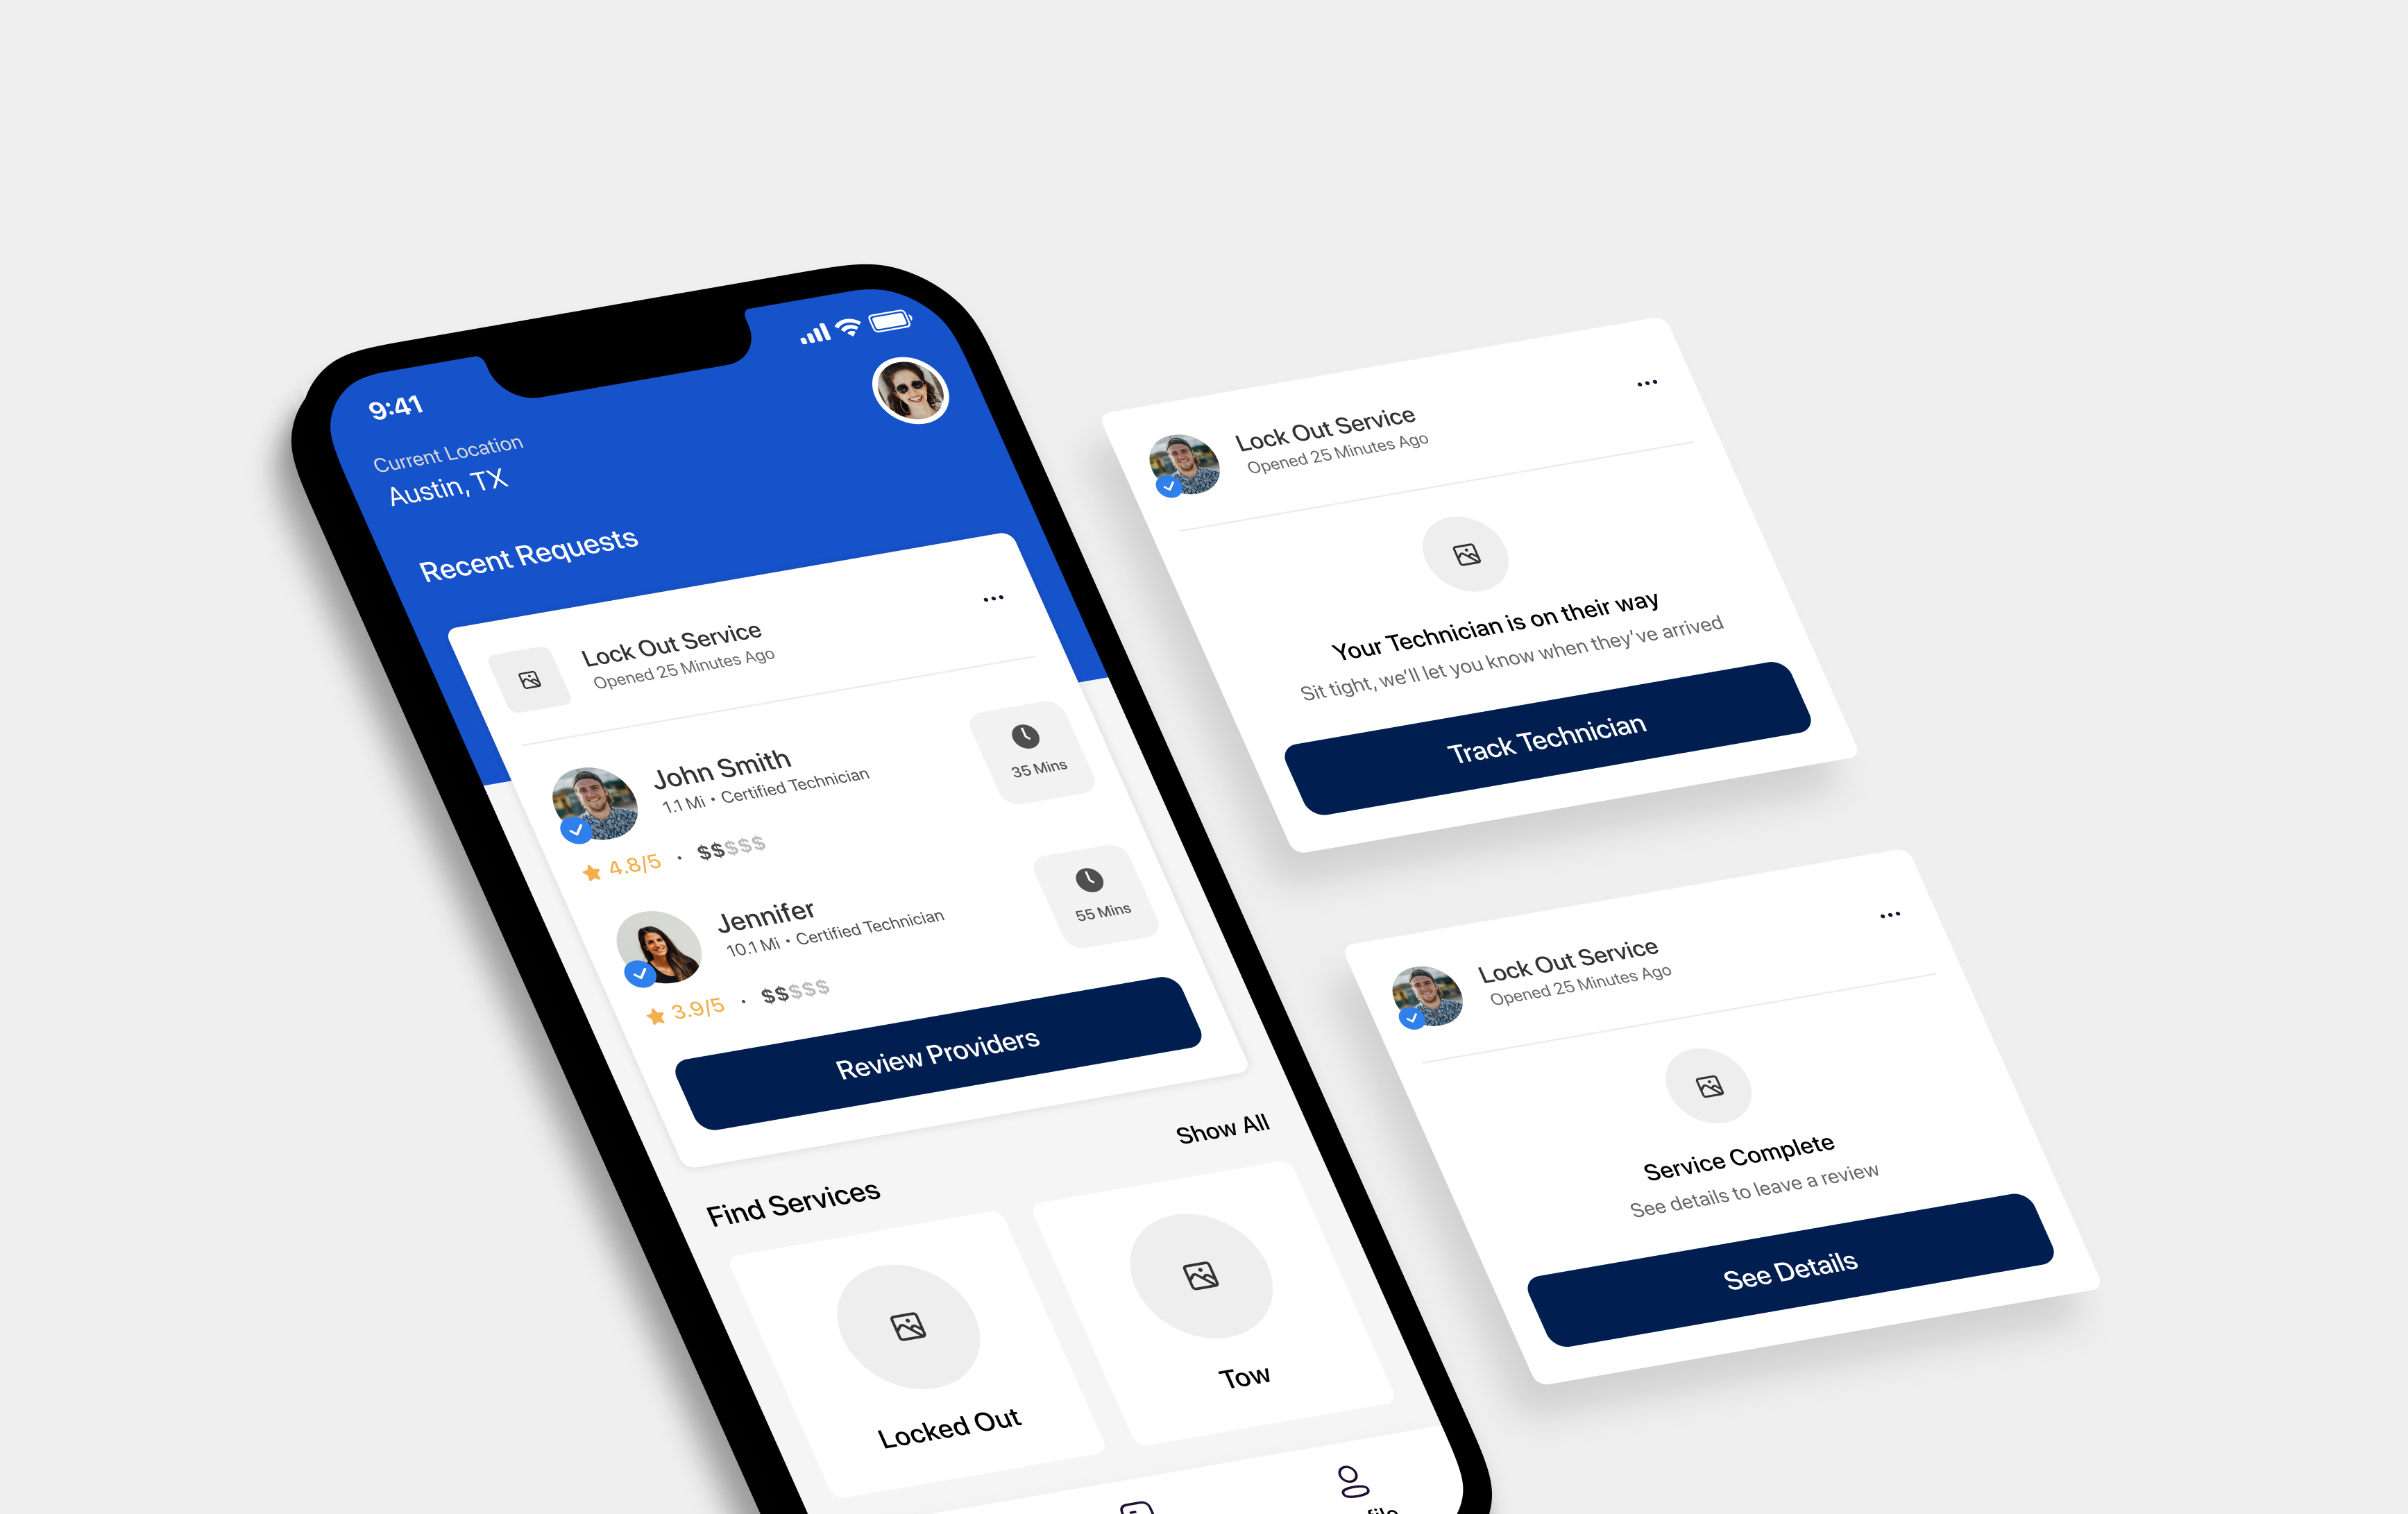 9:41
Current Location
Austin, TX
Recent Requests
Lock Out Service
Opened 25 Minutes Ago
John Smith
1.1 Mi • Certified Technician
35 Mins
4.8/5 · $$$$$
Jennifer
10.1 Mi • Certified Technician
55 Mins
3.9/5 · $$$$$
Review Providers
Show All
Find Services
Locked Out
Tow
Lock Out Service
Opened 25 Minutes Ago
Your Technician is on their way
Sit tight, we'll let you know when they've arrived
Track Technician
Lock Out Service
Opened 25 Minutes Ago
Service Complete
See details to leave a review
See Details